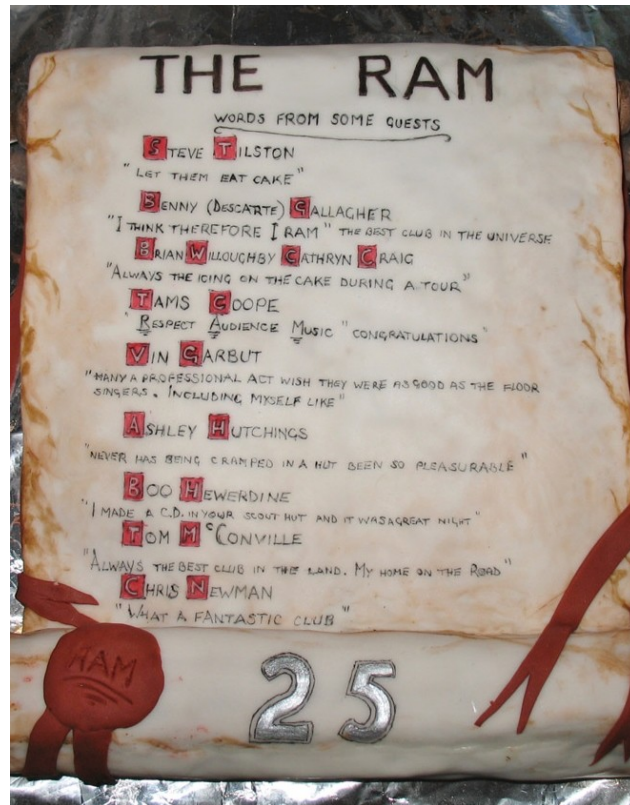 THE RAM
WORDS FROM SOME GUESTS
STEVE TILSTON
"LET THEM EAT CAKE"
BENNY (DESCARTE) GALLAGHER
"I THINK THEREFORE I RAM" THE BEST CLUB IN THE UNIVERSE
BRIAN WILLOUGHBY CATHRYN CRAIG
"ALWAYS THE ICING ON THE CAKE DURING A TOUR"
TAMS COOPE
"RESPECT AUDIENCE MUSIC" CONGRATULATIONS"
VIN GARBUT
"MANY A PROFESSIONAL ACT WISH THEY WERE AS GOOD AS THE FLOOR
SINGERS. INCLUDING MYSELF LIKE"
ASHLEY HUTCHINGS
"NEVER HAS BEING CRAMPED IN A HUT BEEN SO PLEASURABLE"
BOO HEWERDINE
"I MADE A C.D. IN YOUR SCOUT HUT AND IT WAS A GREAT NIGHT"
TOM McCONVILLE
"ALWAYS THE BEST CLUB IN THE LAND. MY HOME ON THE ROAD"
CHRIS NEWMAN
"WHAT A FANTASTIC CLUB"
RAM
25